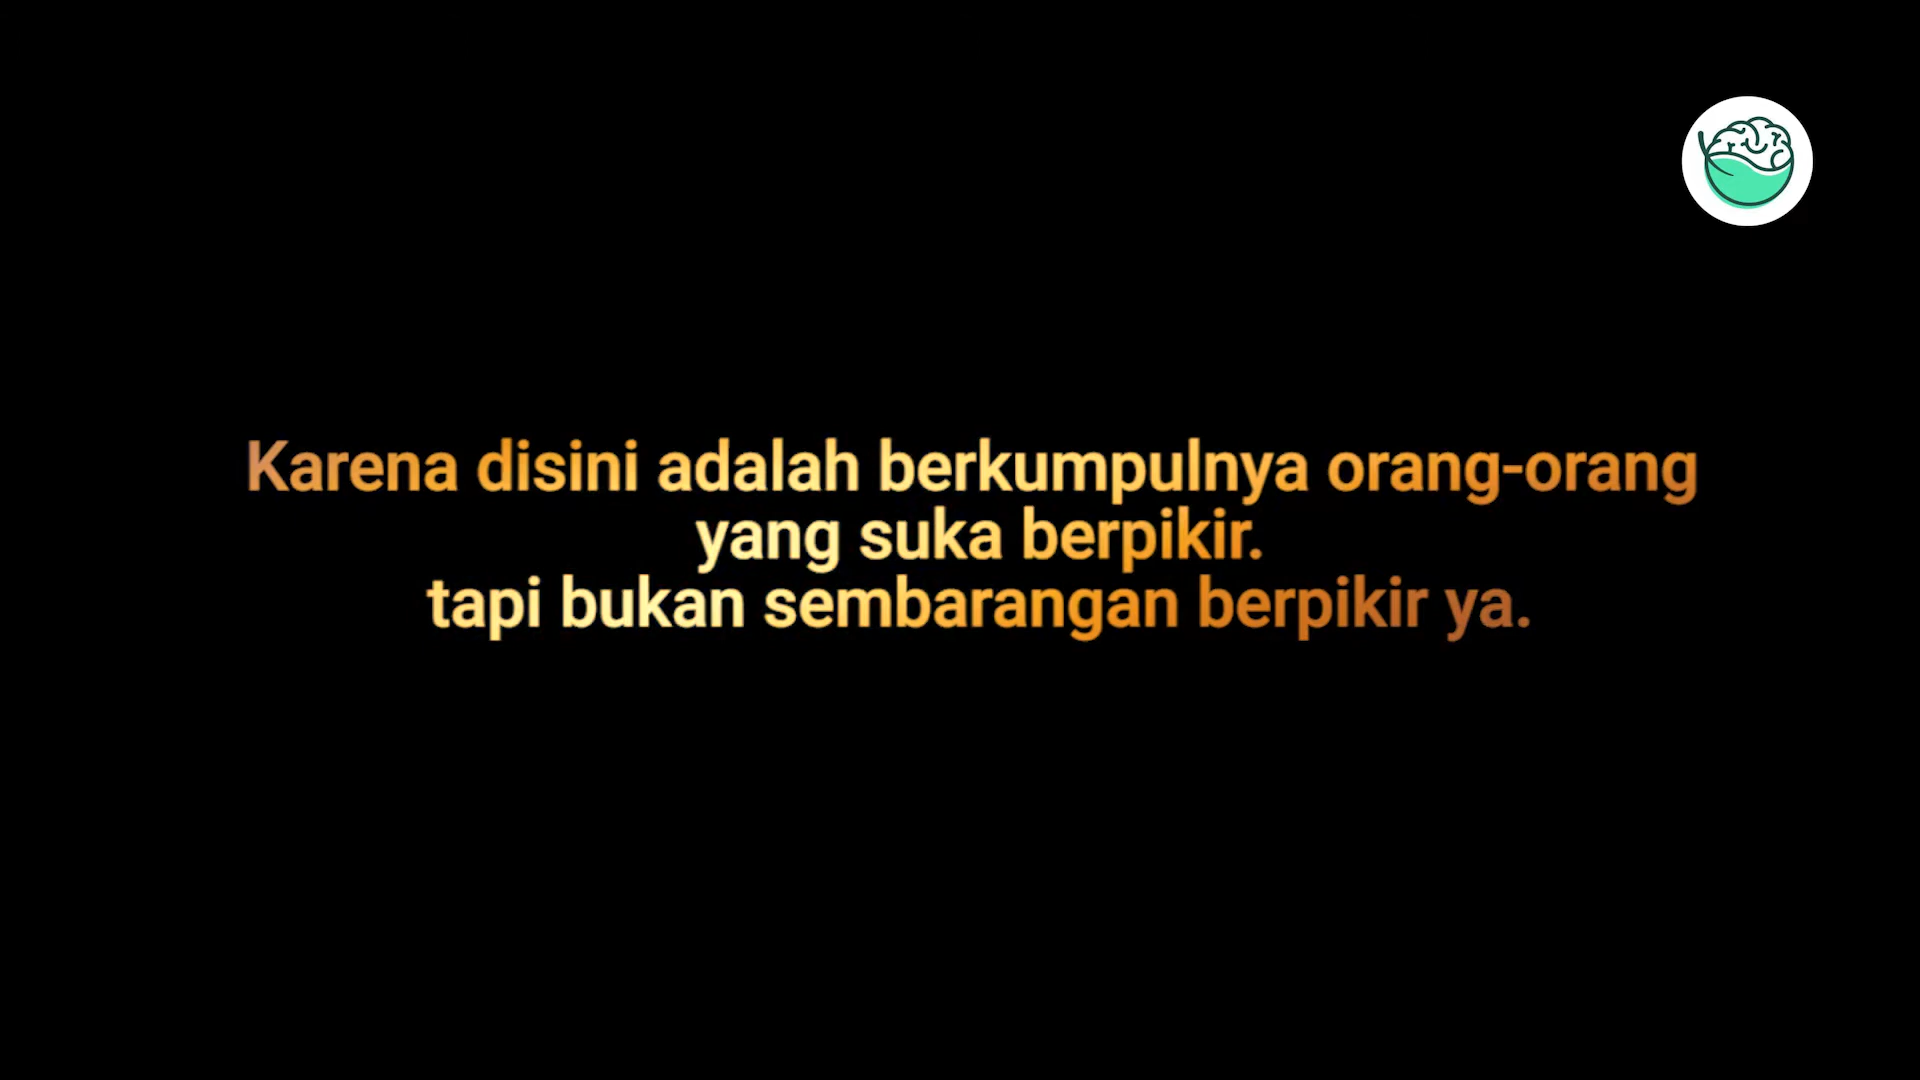 Karena disini adalah berkumpulnya orang-orang
yang suka berpikir.
tapi bukan sembarangan berpikir ya.